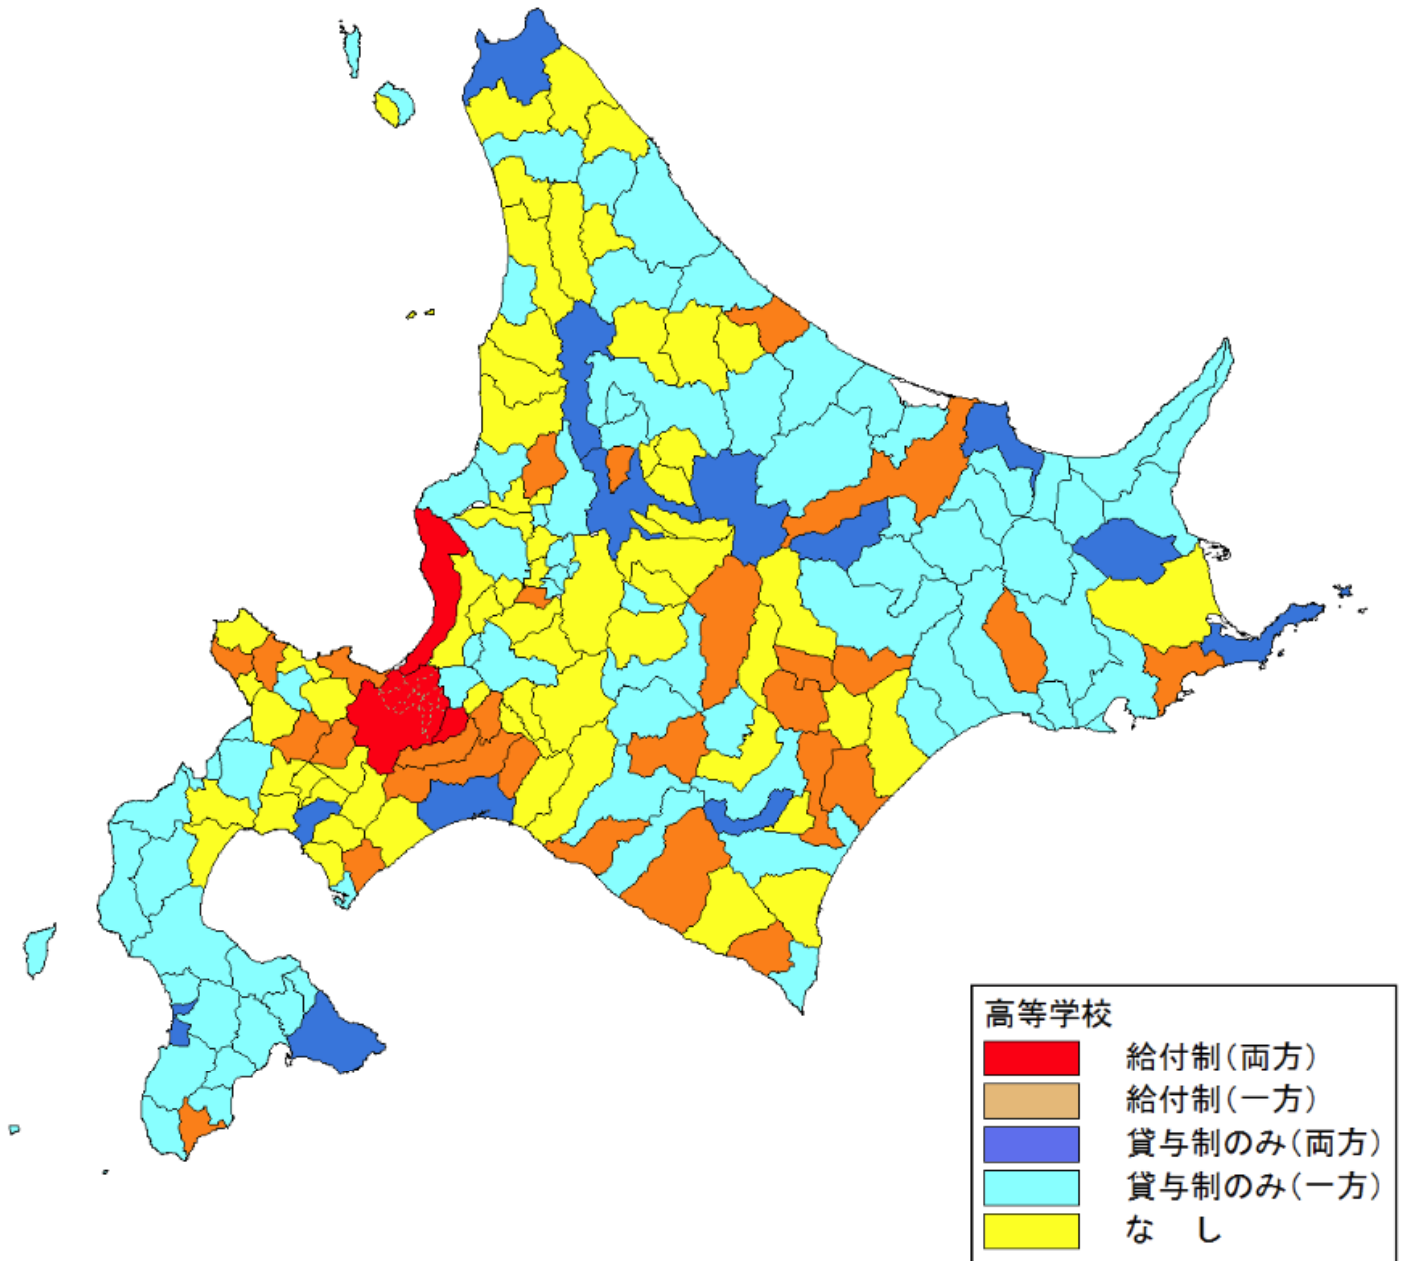 高等学校
給付制(両方)
給付制(一方)
貸与制のみ(両方)
貸与制のみ(一方)
な し